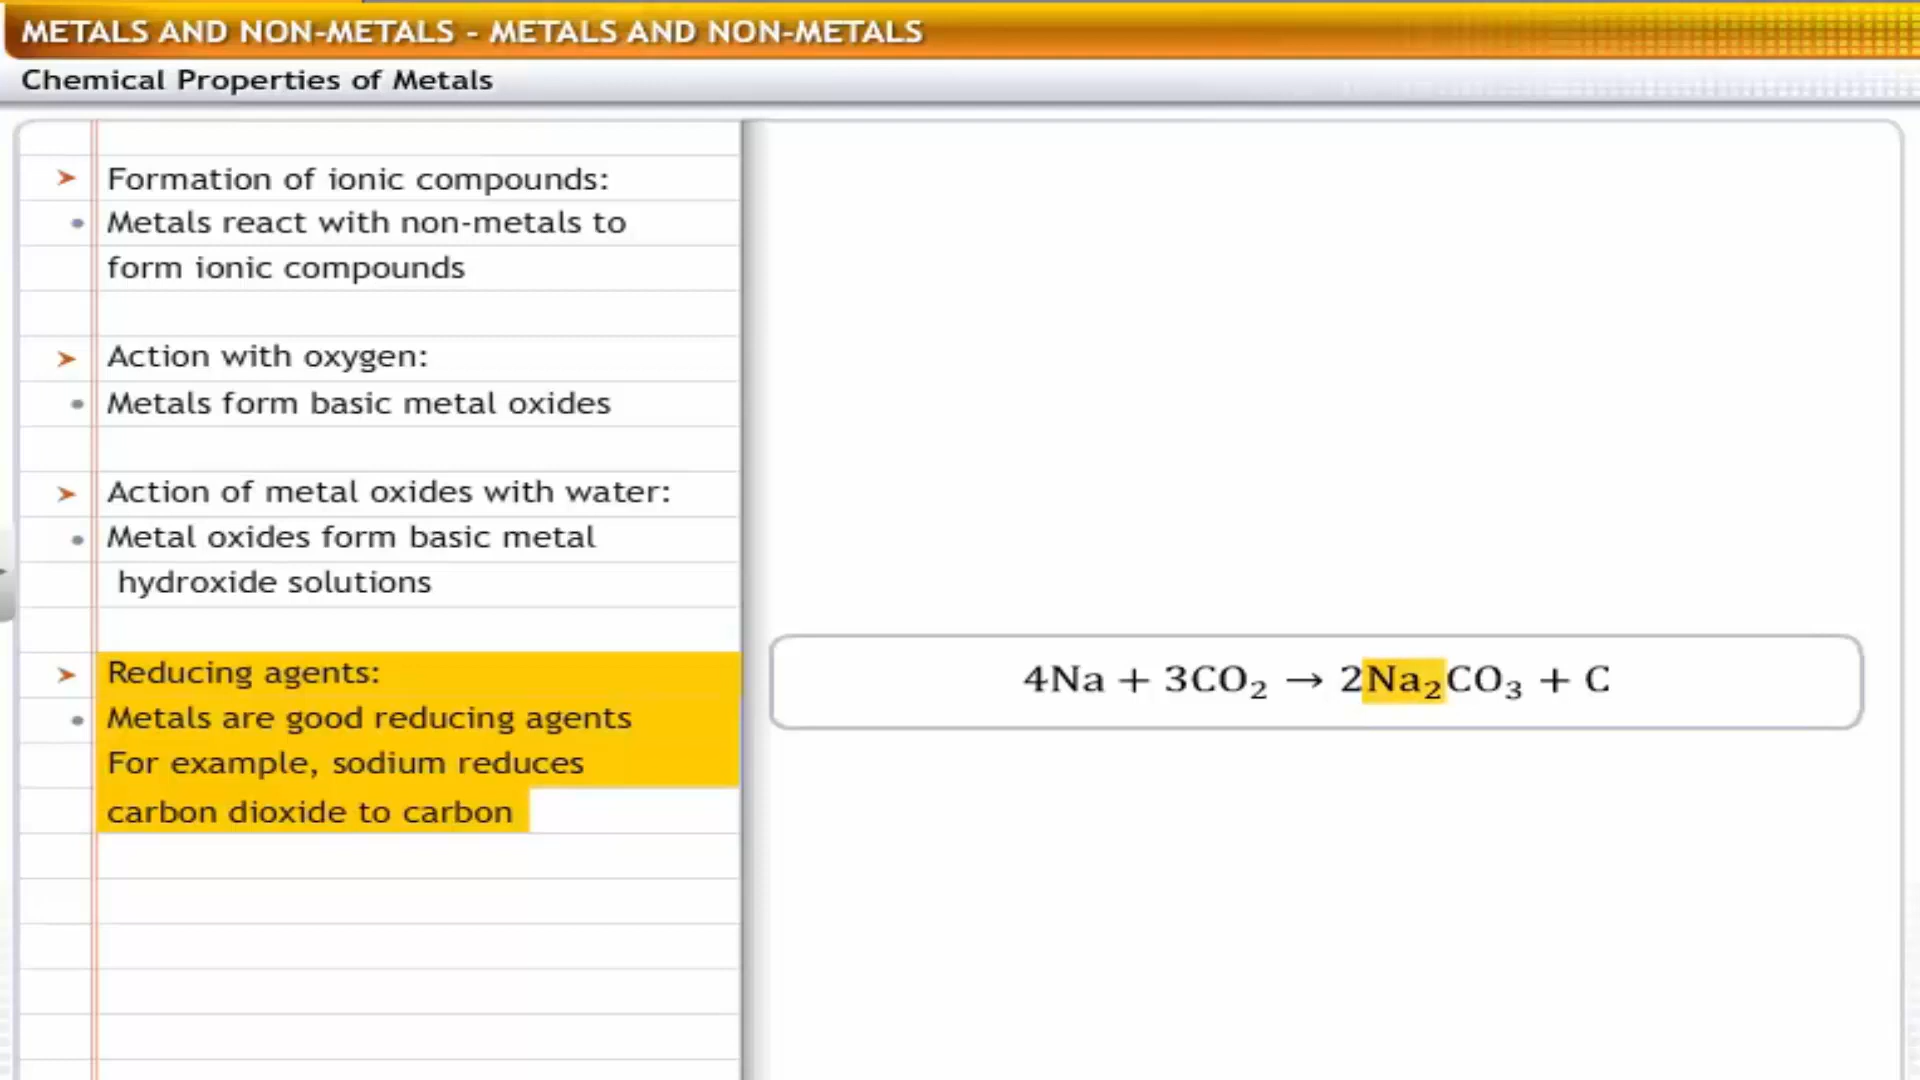 METALS AND NON-METALS - METALS AND NON-METALS
Chemical Properties of Metals
➤ Formation of ionic compounds:
• Metals react with non-metals to
form ionic compounds
➤ Action with oxygen:
• Metals form basic metal oxides
➤ Action of metal oxides with water:
• Metal oxides form basic metal
hydroxide solutions
➤ Reducing agents:
• Metals are good reducing agents
For example, sodium reduces
carbon dioxide to carbon
4Na + 3CO₂ → 2Na₂CO₃ + C